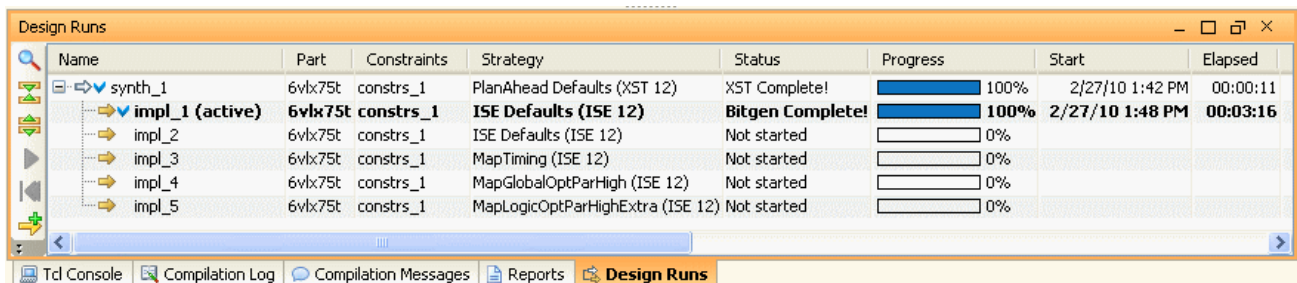 Design Runs
Name Part Constraints Strategy Status Progress Start Elapsed
synth_1 6vlx75t constrs_1 PlanAhead Defaults (XST 12) XST Complete! 100% 2/27/10 1:42 PM 00:00:11
impl_1 (active) 6vlx75t constrs_1 ISE Defaults (ISE 12) Bitgen Complete! 100% 2/27/10 1:48 PM 00:03:16
impl_2 6vlx75t constrs_1 ISE Defaults (ISE 12) Not started 0%
impl_3 6vlx75t constrs_1 MapTiming (ISE 12) Not started 0%
impl_4 6vlx75t constrs_1 MapGlobalOptParHigh (ISE 12) Not started 0%
impl_5 6vlx75t constrs_1 MapLogicOptParHighExtra (ISE 12) Not started 0%
Tcl Console Compilation Log Compilation Messages Reports Design Runs